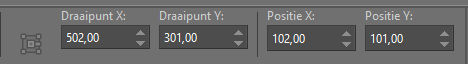 Draaipunt X: Draaipunt Y: Positie X: Positie Y:
502,00 301,00 102,00 101,00